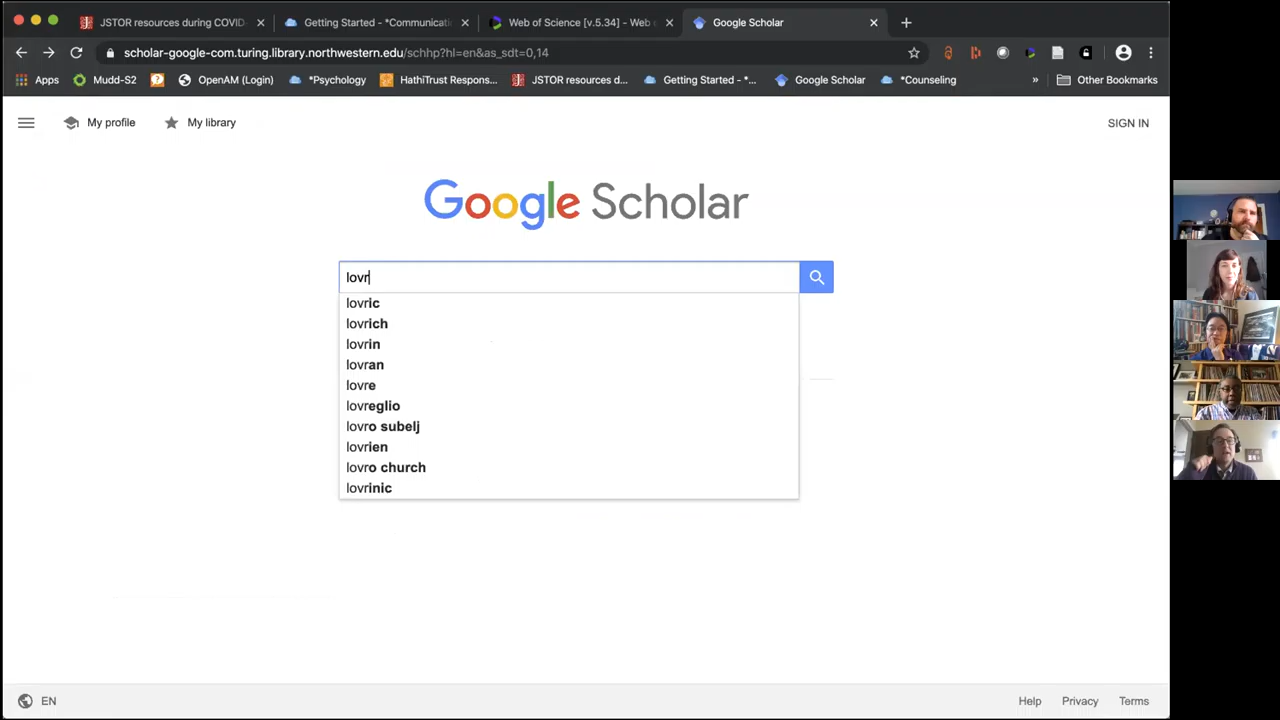 JSTOR resources during COVID- Getting Started - *Communicati Web of Science [v.5.34] - Web o Google Scholar
scholar-google-com.turing.library.northwestern.edu/schhp?hl=en&as_sdt=0,14
Apps Mudd-S2 OpenAM (Login) *Psychology HathiTrust Respons... JSTOR resources d... Getting Started - *... Google Scholar *Counseling » Other Bookmarks
My profile My library SIGN IN
Google Scholar
lovr
lovric
lovrich
lovrin
lovran
lovre
lovreglio
lovro subelj
lovrien
lovro church
lovrinic
EN Help Privacy Terms